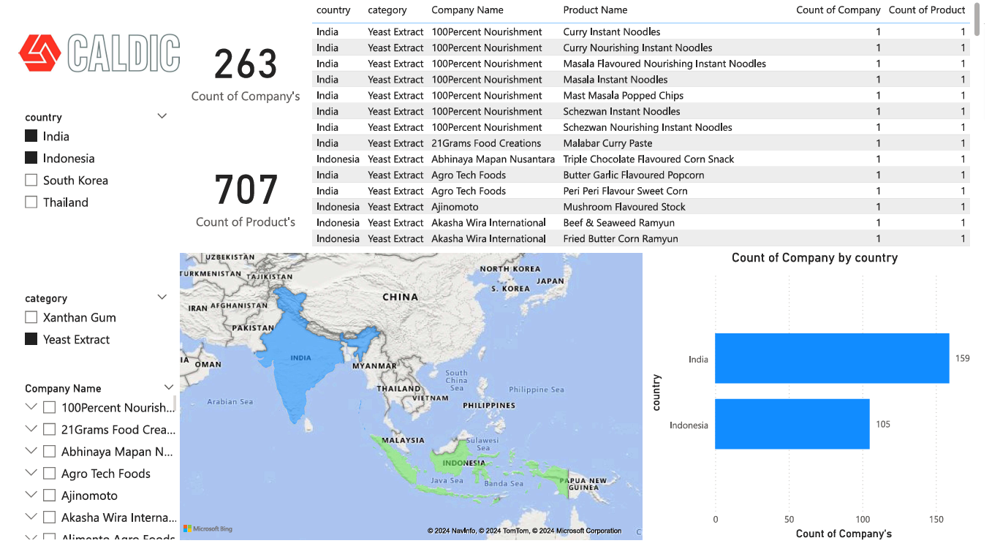 CALDIC
263
Count of Company's
707
Count of Product's
country
India
Indonesia
South Korea
Thailand
category
Xanthan Gum
Yeast Extract
Company Name
100Percent Nourish...
21Grams Food Crea...
Abhinaya Mapan N...
Agro Tech Foods
Ajinomoto
Akasha Wira Interna...
Alimento Agro Foods
country category Company Name Product Name Count of Company Count of Product
India Yeast Extract 100Percent Nourishment Curry Instant Noodles 1 1
India Yeast Extract 100Percent Nourishment Curry Nourishing Instant Noodles 1 1
India Yeast Extract 100Percent Nourishment Masala Flavoured Nourishing Instant Noodles 1 1
India Yeast Extract 100Percent Nourishment Masala Instant Noodles 1 1
India Yeast Extract 100Percent Nourishment Mast Masala Popped Chips 1 1
India Yeast Extract 100Percent Nourishment Schezwan Instant Noodles 1 1
India Yeast Extract 100Percent Nourishment Schezwan Nourishing Instant Noodles 1 1
India Yeast Extract 21Grams Food Creations Malabar Curry Paste 1 1
Indonesia Yeast Extract Abhinaya Mapan Nusantara Triple Chocolate Flavoured Corn Snack 1 1
India Yeast Extract Agro Tech Foods Butter Garlic Flavoured Popcorn 1 1
India Yeast Extract Agro Tech Foods Peri Peri Flavour Sweet Corn 1 1
Indonesia Yeast Extract Ajinomoto Mushroom Flavoured Stock 1 1
Indonesia Yeast Extract Akasha Wira International Beef & Seaweed Ramyun 1 1
Indonesia Yeast Extract Akasha Wira International Fried Butter Corn Ramyun 1 1
UZBEKISTAN
TURKMENISTAN
TAJIKISTAN
NORTH KOREA
JAPAN
S. KOREA
CHINA
IRAN
AFGHANISTAN
PAKISTAN
INDIA
IA
OMAN
MYANMAR
South
China
Sea
THAILAND
VIETNAM
Philippine Sea
Arabian Sea
PHILIPPINES
MALAYSIA
Sulawesi
Sea
INDONESIA
Java Sea
Banda Sea
PAPUA NEW
GUINEA
Microsoft Bing
© 2024 NavInfo, © 2024 TomTom, © 2024 Microsoft Corporation
C
Count of Company by country
country
India
159
Indonesia
105
0 50 100 150
Count of Company's